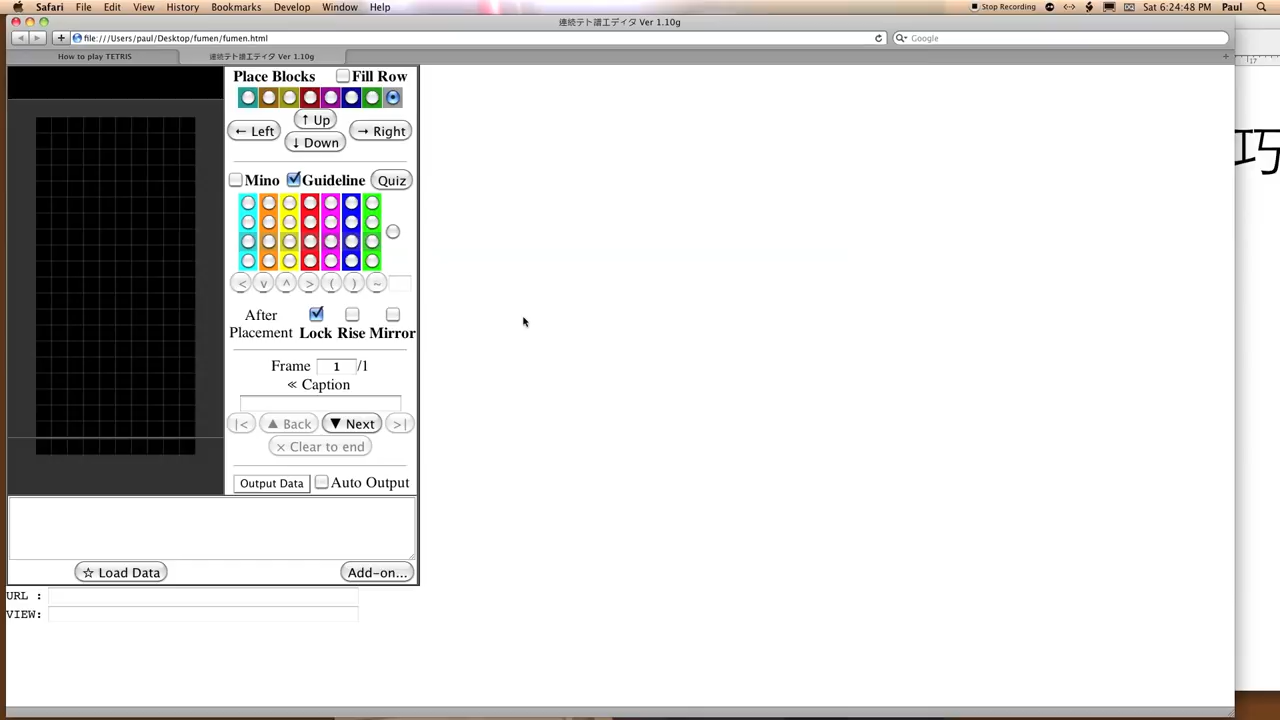 Safari File Edit View History Bookmarks Develop Window Help Stop Recording Sat 6:24:48 PM Paul
連続テト譜エディタ Ver 1.10g
file:///Users/paul/Desktop/fumen/fumen.html Google
How to play TETRIS 連続テト譜エディタ Ver 1.10g
17
Place Blocks Fill Row
↑ Up
← Left → Right
↓ Down
巧
Mino Guideline Quiz
< v ^ > ( ) ~
After Placement Lock Rise Mirror
Frame 1 /1
≪ Caption
|< ▲ Back ▼ Next >|
× Clear to end
Output Data Auto Output
☆ Load Data Add-on...
URL :
VIEW: